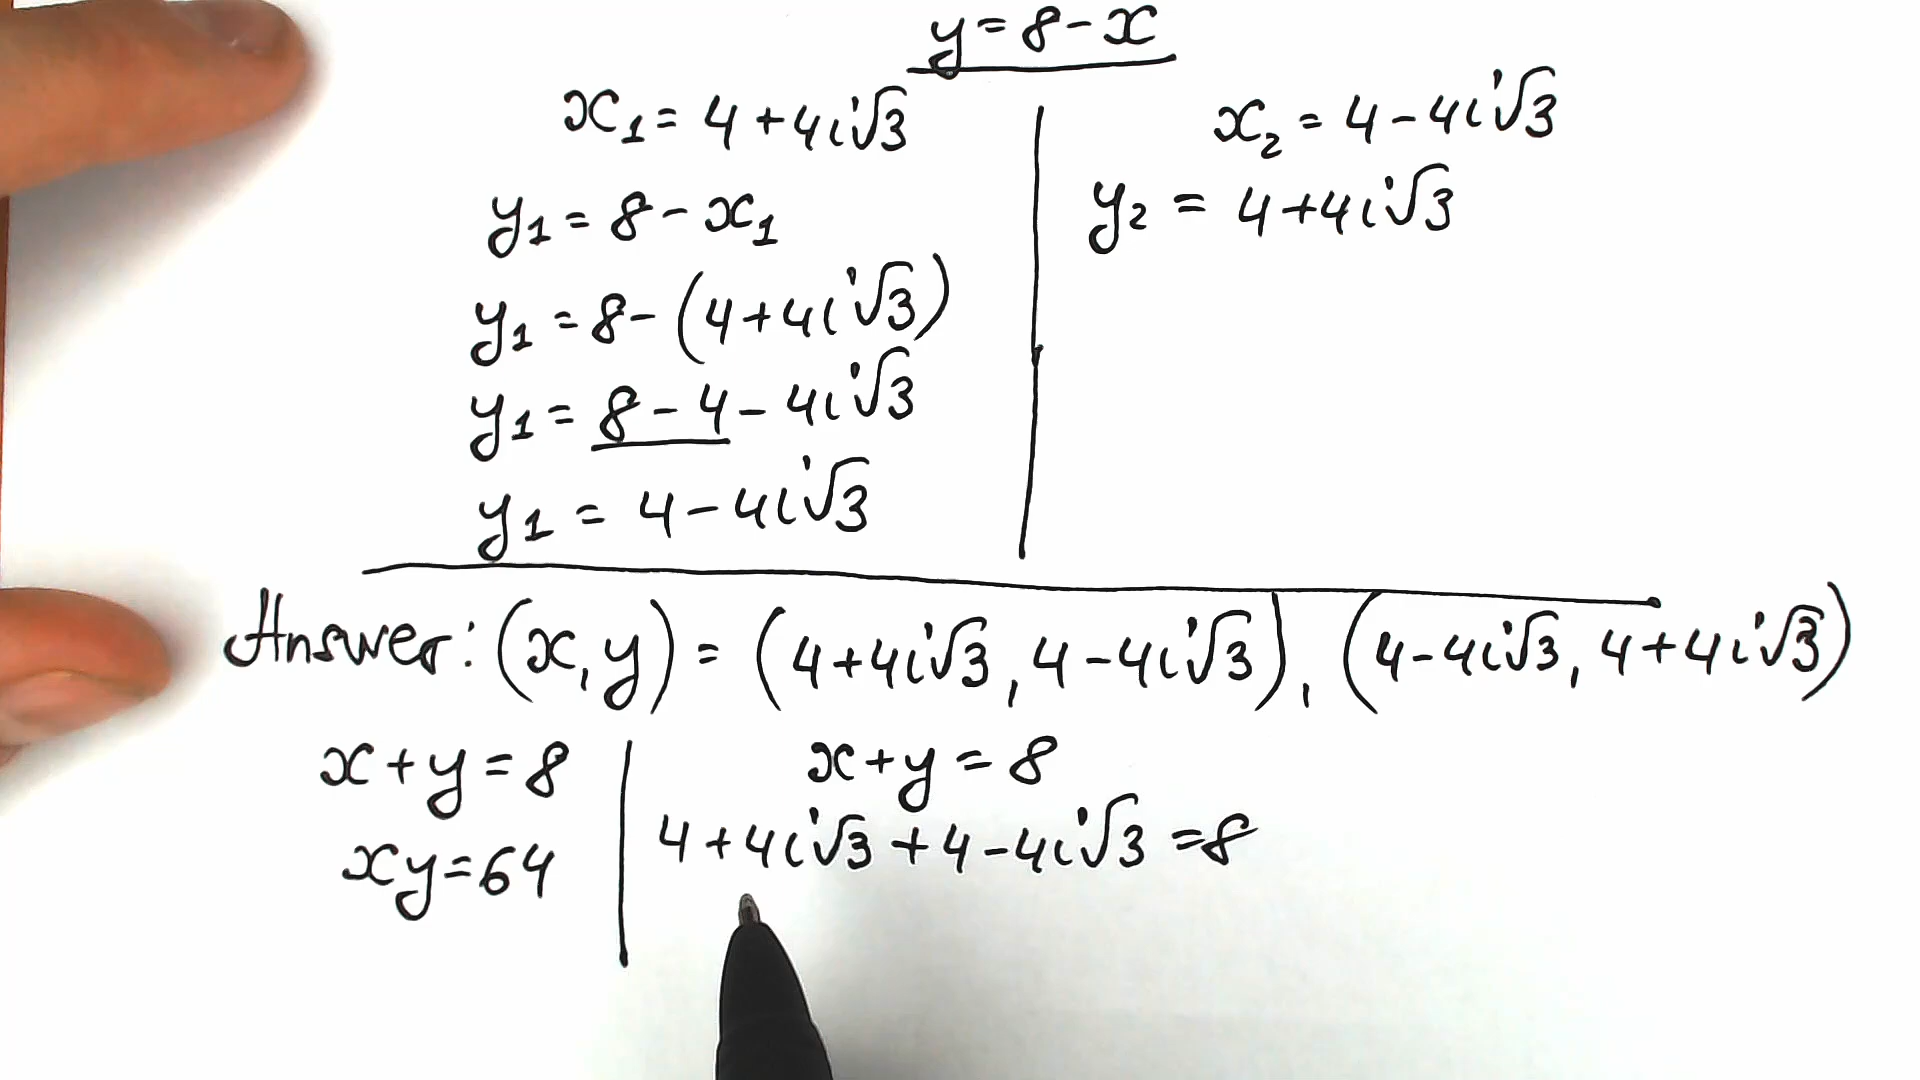 y = 8 - x
x₁ = 4 + 4i√3
y₁ = 8 - x₁
y₁ = 8 - (4 + 4i√3)
y₁ = 8 - 4 - 4i√3
y₁ = 4 - 4i√3
x₂ = 4 - 4i√3
y₂ = 4 + 4i√3
Answer: (x, y) = (4 + 4i√3, 4 - 4i√3), (4 - 4i√3, 4 + 4i√3)
x + y = 8
xy = 64
x + y = 8
4 + 4i√3 + 4 - 4i√3 = 8